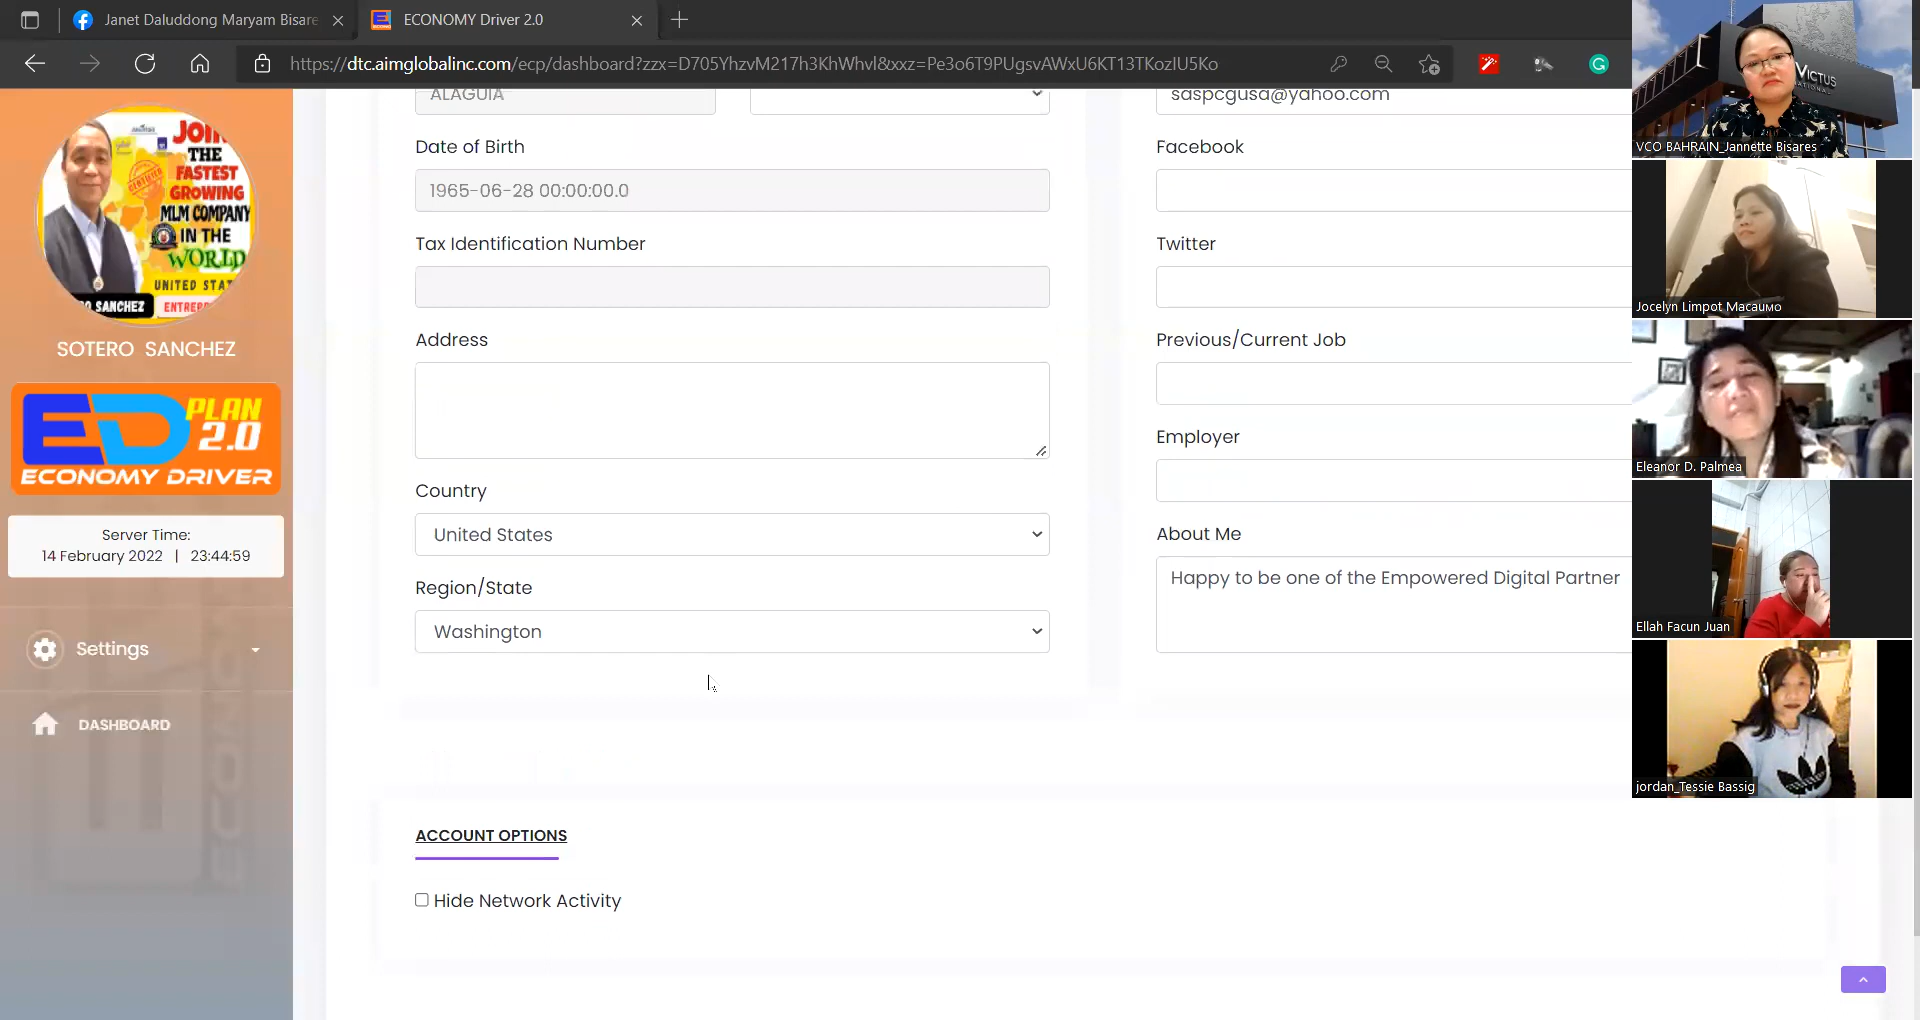 Janet Daluddong Maryam Bisare
ECONOMY Driver 2.0
https://dtc.aimglobalinc.com/ecp/dashboard?zzx=D705YhzvM217h3KhWhvl&xxz=Pe3o6T9PUgsvAWxU6KT13TKozIU5Ko
JOIN
THE
FASTEST
GROWING
MLM COMPANY
IN THE
WORLD
UNITED STA
O SANCHEZ
ENTREPR
SOTERO SANCHEZ
ED PLAN
2.0
ECONOMY DRIVER
Server Time:
14 February 2022 | 23:44:59
Settings
DASHBOARD
ALAGUIA
Date of Birth
1965-06-28 00:00:00.0
Tax Identification Number
Address
Country
United States
Region/State
Washington
saspcgusa@yahoo.com
Facebook
Twitter
Previous/Current Job
Employer
About Me
Happy to be one of the Empowered Digital Partner
ACCOUNT OPTIONS
Hide Network Activity
VICTUS
VCO BAHRAIN_Jannette Bisares
Jocelyn Limpot Macauмo
Eleanor D. Palmea
Ellah Facun Juan
jordan_Tessie Bassig